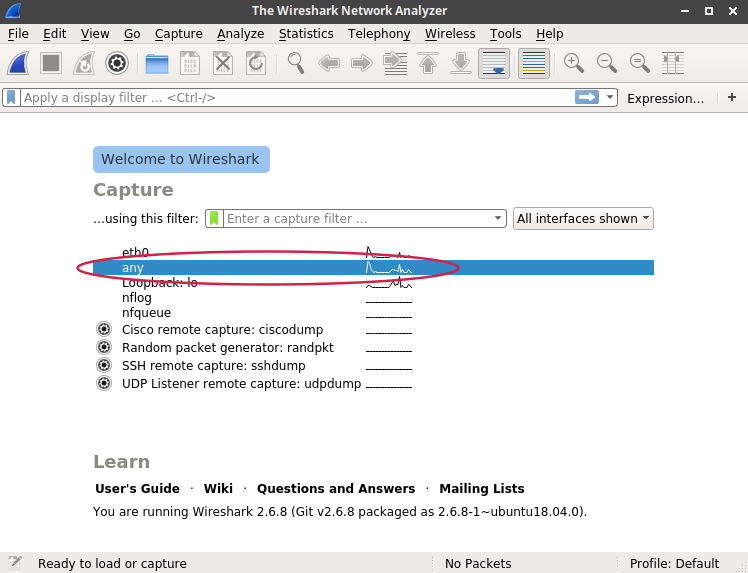 The Wireshark Network Analyzer
File Edit View Go Capture Analyze Statistics Telephony Wireless Tools Help
Apply a display filter … <Ctrl-/> Expression… +
Welcome to Wireshark
Capture
…using this filter: Enter a capture filter … All interfaces shown
eth0
any
Loopback: lo
nflog
nfqueue
Cisco remote capture: ciscodump
Random packet generator: randpkt
SSH remote capture: sshdump
UDP Listener remote capture: udpdump
Learn
User's Guide · Wiki · Questions and Answers · Mailing Lists
You are running Wireshark 2.6.8 (Git v2.6.8 packaged as 2.6.8-1~ubuntu18.04.0).
Ready to load or capture No Packets Profile: Default